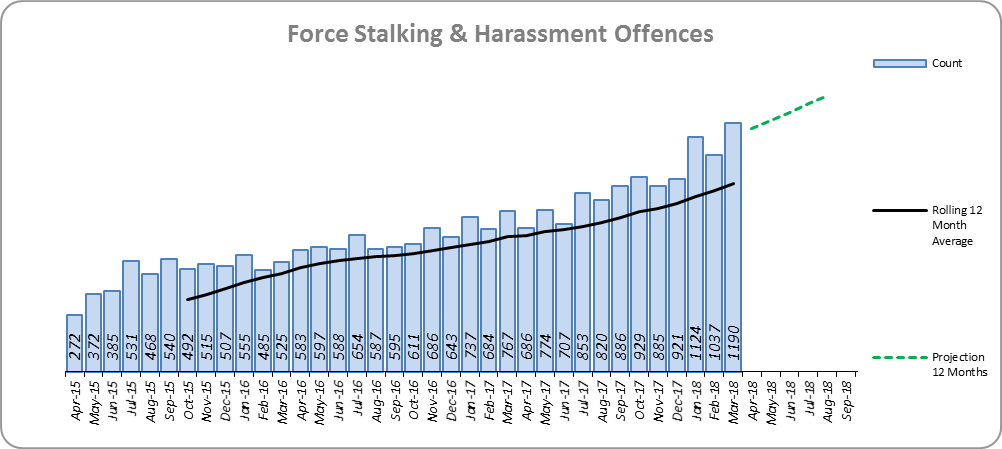 Force Stalking & Harassment Offences
Count
Rolling 12
Month
Average
Projection
12 Months
272
372
385
531
468
540
492
515
507
555
485
525
583
597
588
654
587
595
611
686
643
737
684
767
686
774
707
853
820
886
929
885
921
1124
1037
1190
Apr-15
May-15
Jun-15
Jul-15
Aug-15
Sep-15
Oct-15
Nov-15
Dec-15
Jan-16
Feb-16
Mar-16
Apr-16
May-16
Jun-16
Jul-16
Aug-16
Sep-16
Oct-16
Nov-16
Dec-16
Jan-17
Feb-17
Mar-17
Apr-17
May-17
Jun-17
Jul-17
Aug-17
Sep-17
Oct-17
Nov-17
Dec-17
Jan-18
Feb-18
Mar-18
Apr-18
May-18
Jun-18
Jul-18
Aug-18
Sep-18